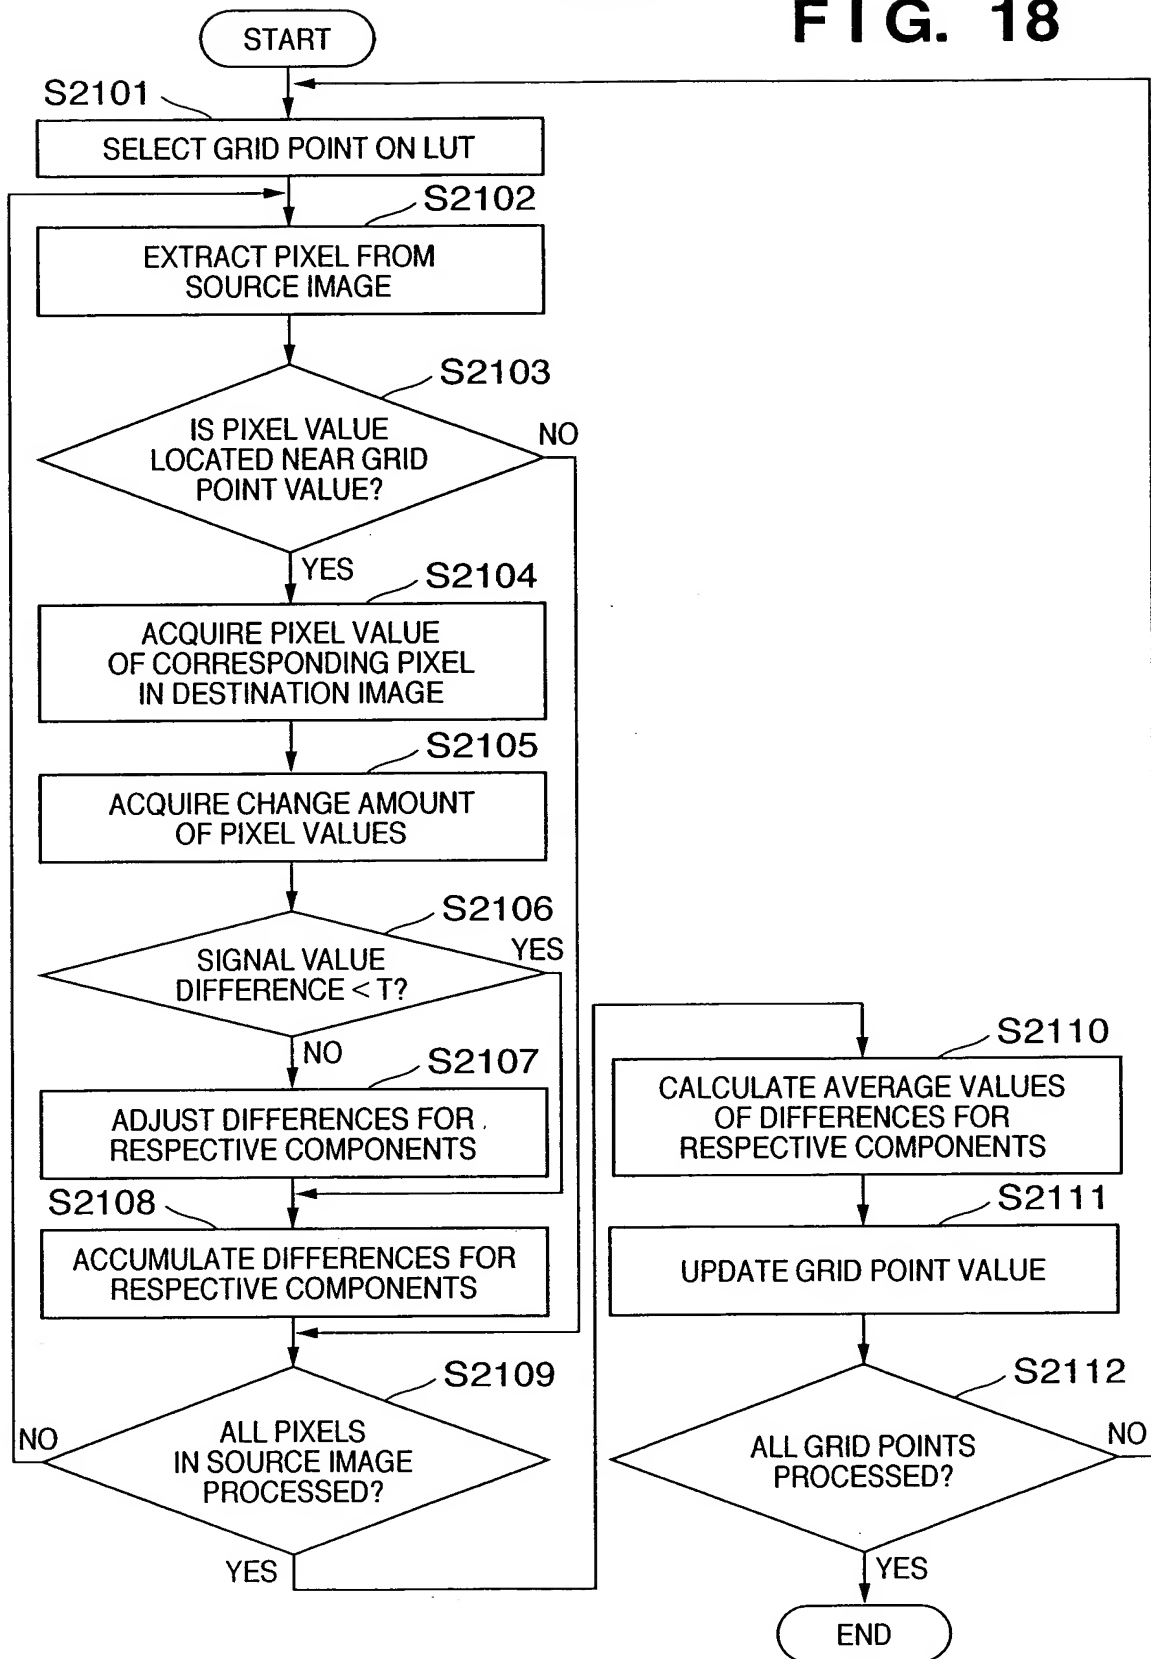 FIG. 18
START
S2101
SELECT GRID POINT ON LUT
S2102
EXTRACT PIXEL FROM
SOURCE IMAGE
S2103
IS PIXEL VALUE
LOCATED NEAR GRID
POINT VALUE?
NO
YES
S2104
ACQUIRE PIXEL VALUE
OF CORRESPONDING PIXEL
IN DESTINATION IMAGE
S2105
ACQUIRE CHANGE AMOUNT
OF PIXEL VALUES
S2106
SIGNAL VALUE
DIFFERENCE < T?
YES
NO
S2107
ADJUST DIFFERENCES FOR
RESPECTIVE COMPONENTS
S2108
ACCUMULATE DIFFERENCES FOR
RESPECTIVE COMPONENTS
S2109
ALL PIXELS
IN SOURCE IMAGE
PROCESSED?
NO
YES
S2110
CALCULATE AVERAGE VALUES
OF DIFFERENCES FOR
RESPECTIVE COMPONENTS
S2111
UPDATE GRID POINT VALUE
S2112
ALL GRID POINTS
PROCESSED?
NO
YES
END